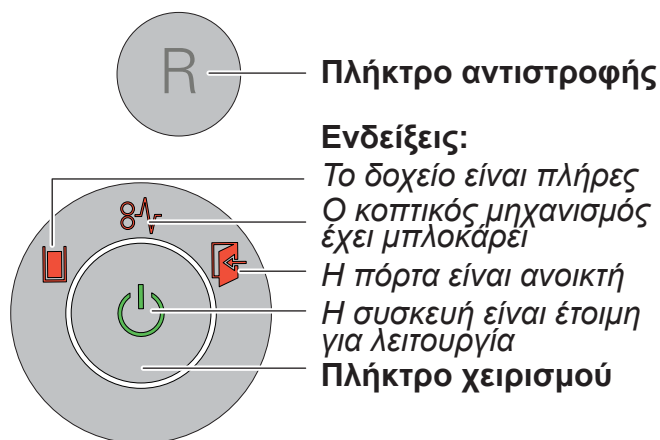 R
Πλήκτρο αντιστροφής
Ενδείξεις:
Το δοχείο είναι πλήρες
Ο κοπτικός μηχανισμός
έχει μπλοκάρει
Η πόρτα είναι ανοικτή
Η συσκευή είναι έτοιμη
για λειτουργία
Πλήκτρο χειρισμού